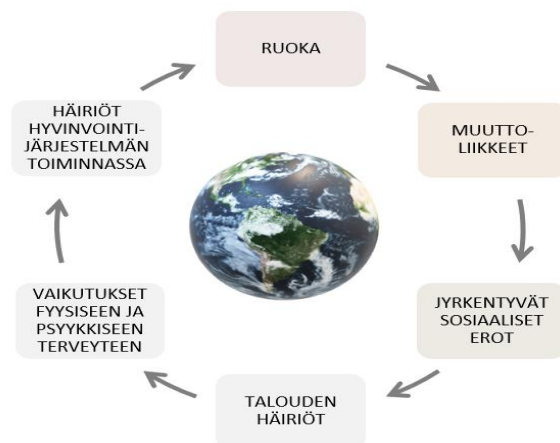 RUOKA
MUUTTO-
LIIKKEET
JYRKENTYVÄT
SOSIAALISET
EROT
TALOUDEN
HÄIRIÖT
VAIKUTUKSET
FYYSISEEN JA
PSYYKKISEEN
TERVEYTEEN
HÄIRIÖT
HYVINVOINTI-
JÄRJESTELMÄN
TOIMINNASSA